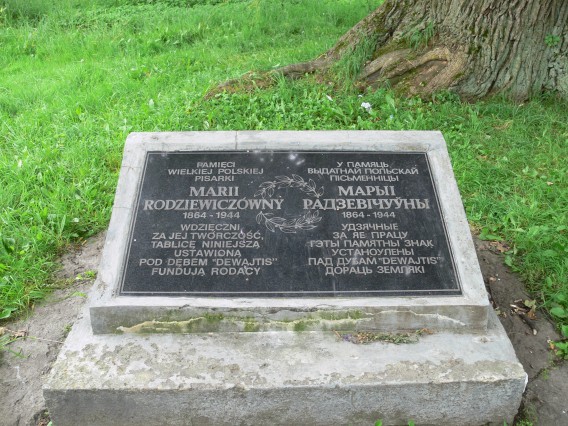 PAMIĘCI
WIELKIEJ POLSKIEJ
PISARKI
MARII
RODZIEWICZÓWNY
1864-1944
WDZIĘCZNI
ZA JEJ TWÓRCZOŚĆ,
TABLICĘ NINIEJSZĄ
USTAWIONĄ
POD DĘBEM "DEWAJTIS"
FUNDUJĄ RODACY
У ПАМЯЦЬ
ВЫДАТНАЙ ПОЛЬСКАЙ
ПІСЬМЕННІЦЫ
МАРЫІ
РАДЗЕВІЧУЎНЫ
1864-1944
УДЗЯЧНЫЕ
ЗА ЯЕ ПРАЦУ
ГЭТЫ ПАМЯТНЫ ЗНАК
УСТАНОУЛЕНЫ
ПАД ДУБАМ "DEWAJTIS"
ДОРАЦЬ ЗЕМЛЯКІ